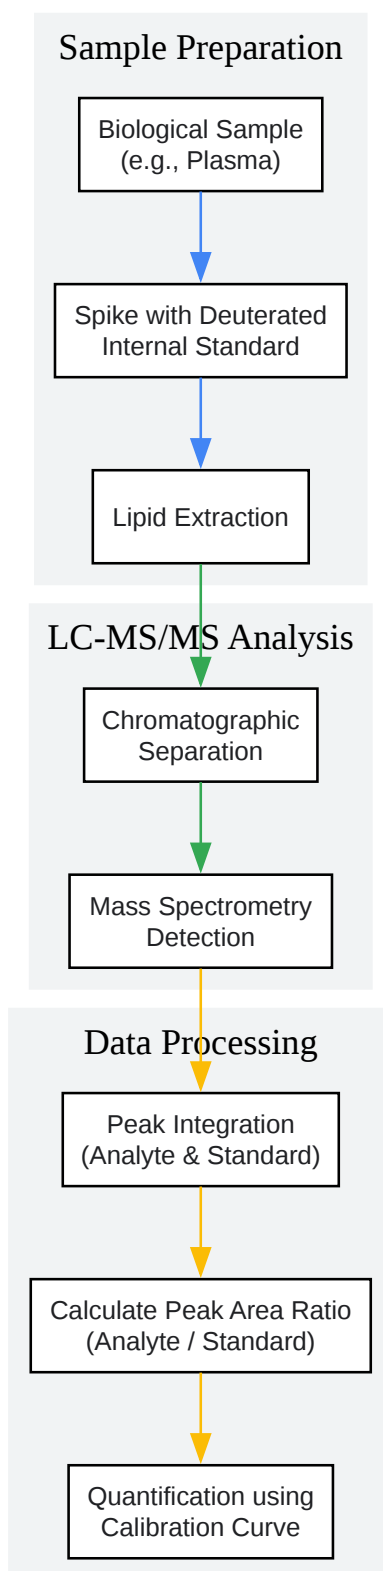 Sample Preparation
Biological Sample
(e.g., Plasma)
Spike with Deuterated
Internal Standard
Lipid Extraction
LC-MS/MS Analysis
Chromatographic
Separation
Mass Spectrometry
Detection
Data Processing
Peak Integration
(Analyte & Standard)
Calculate Peak Area Ratio
(Analyte / Standard)
Quantification using
Calibration Curve